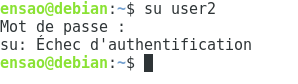 ensao@debian:~$ su user2
Mot de passe :
su: Échec d'authentification
ensao@debian:~$